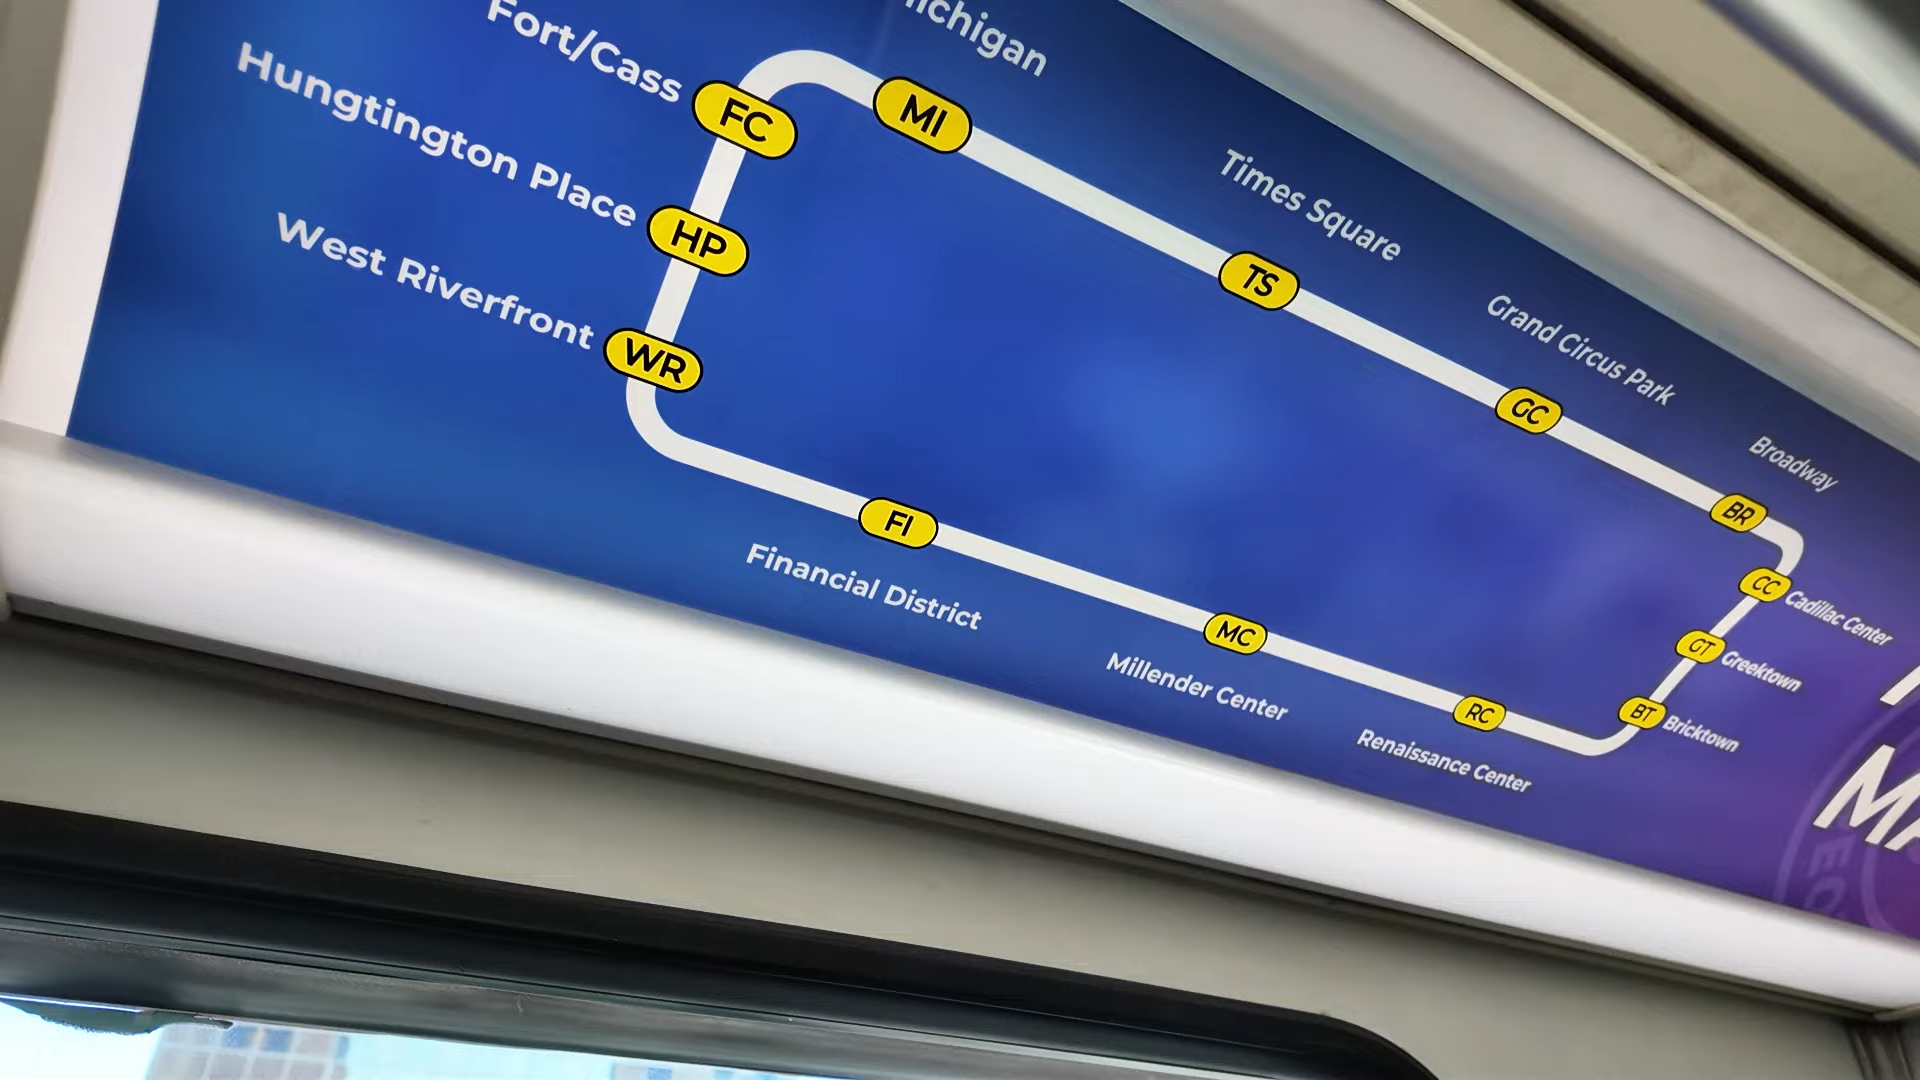 Fort/Cass
FC
Hungtington Place
HP
West Riverfront
WR
MI
Times Square
TS
Grand Circus Park
GC
Broadway
BR
CC
Cadillac Center
GT
Greektown
BT
Bricktown
FI
Financial District
MC
Millender Center
RC
Renaissance Center